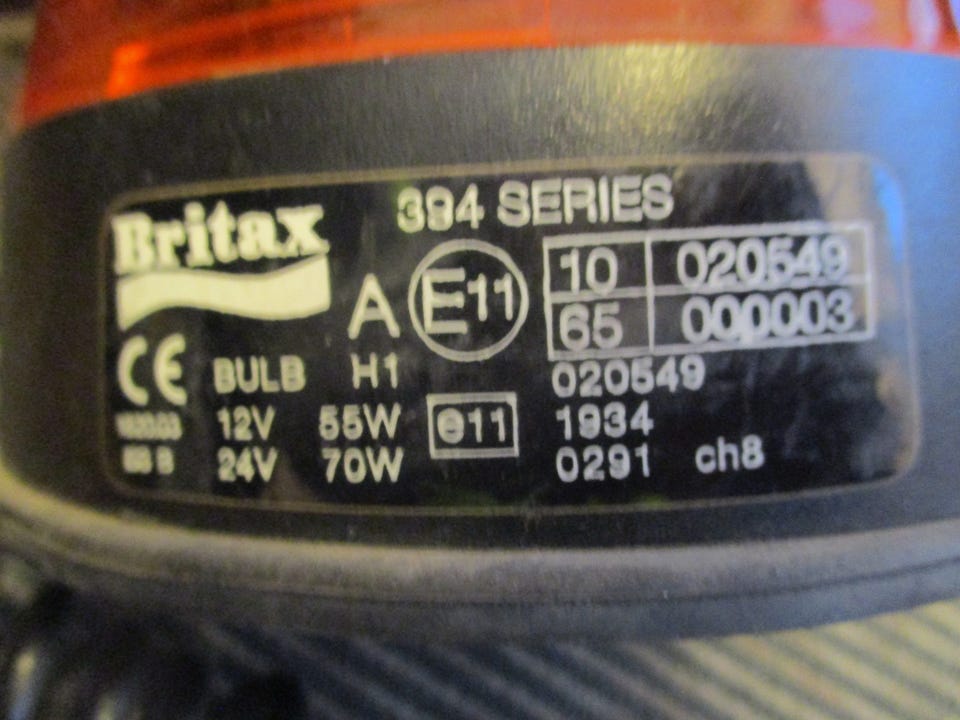 Britax
394 SERIES
A E11
10 020549
65 000003
CE
BULB H1 020549
12V 55W e11 1934
24V 70W 0291 ch8